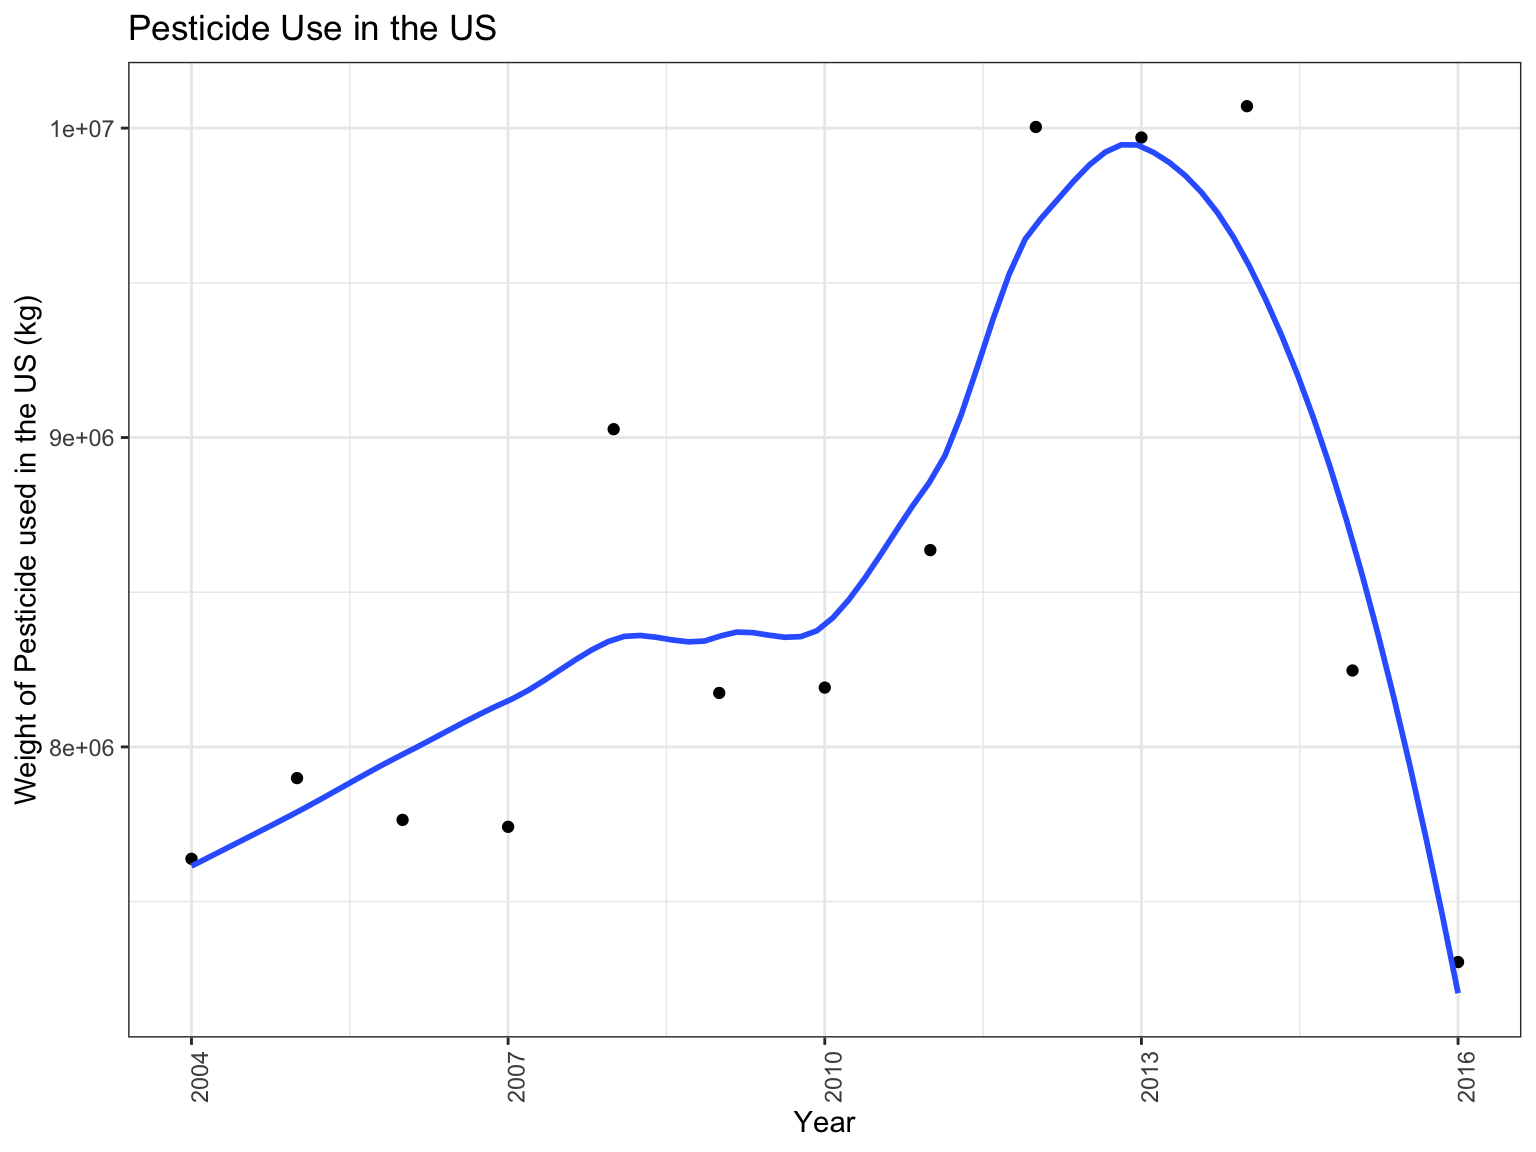 Pesticide Use in the US
1e+07
9e+06
8e+06
Weight of Pesticide used in the US (kg)
2004
2007
2010
2013
2016
Year